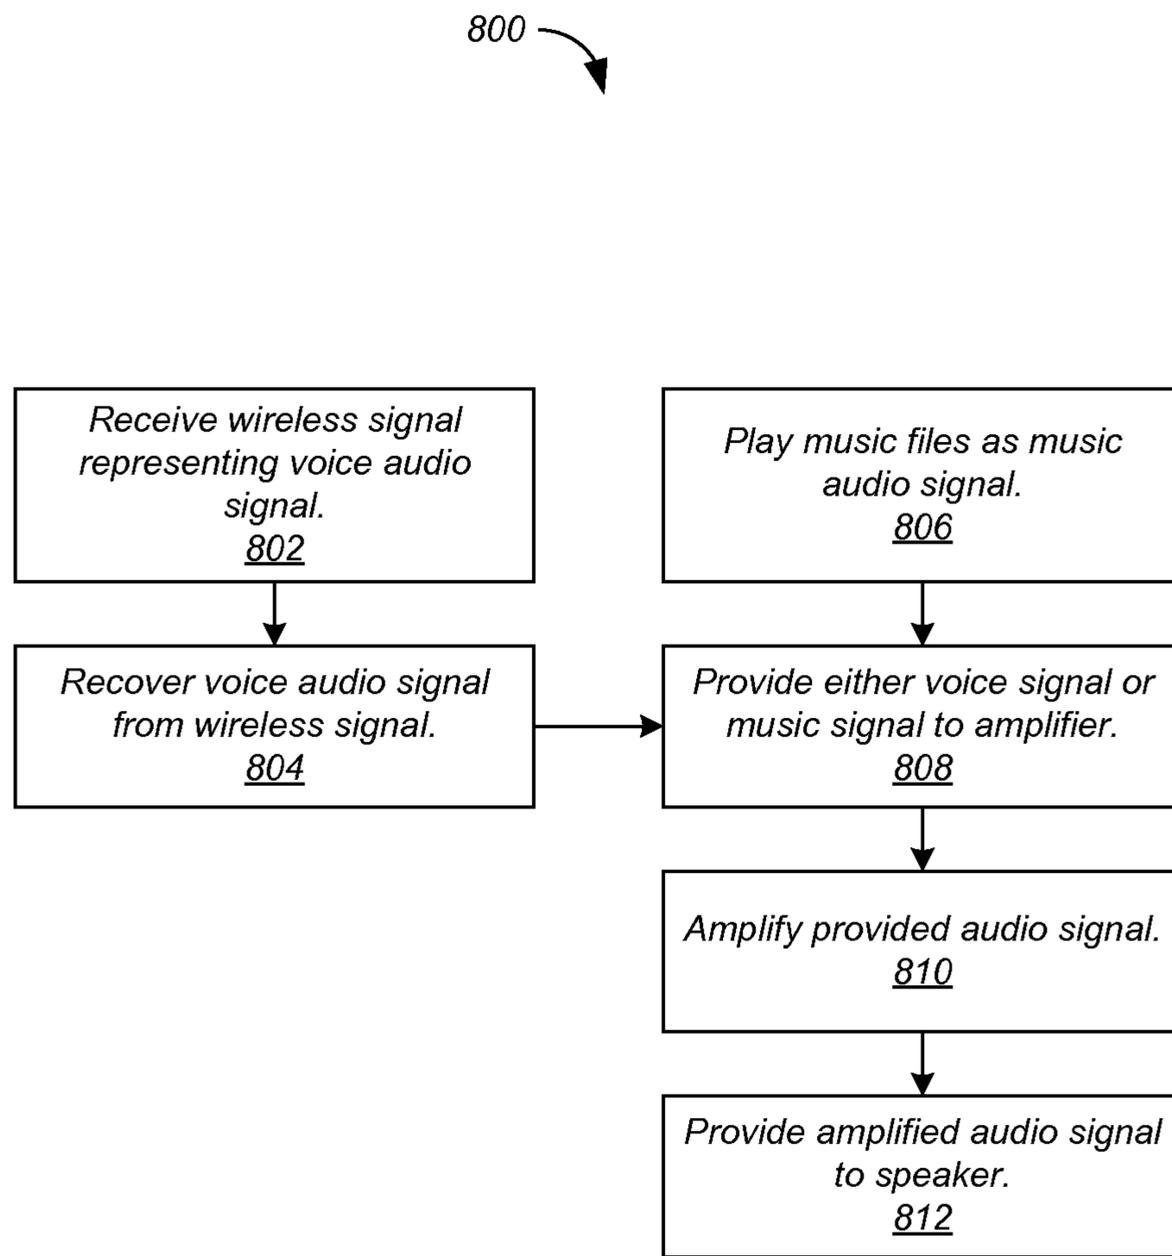 800
Receive wireless signal
representing voice audio
signal.
802
Play music files as music
audio signal.
806
Recover voice audio signal
from wireless signal.
804
Provide either voice signal or
music signal to amplifier.
808
Amplify provided audio signal.
810
Provide amplified audio signal
to speaker.
812